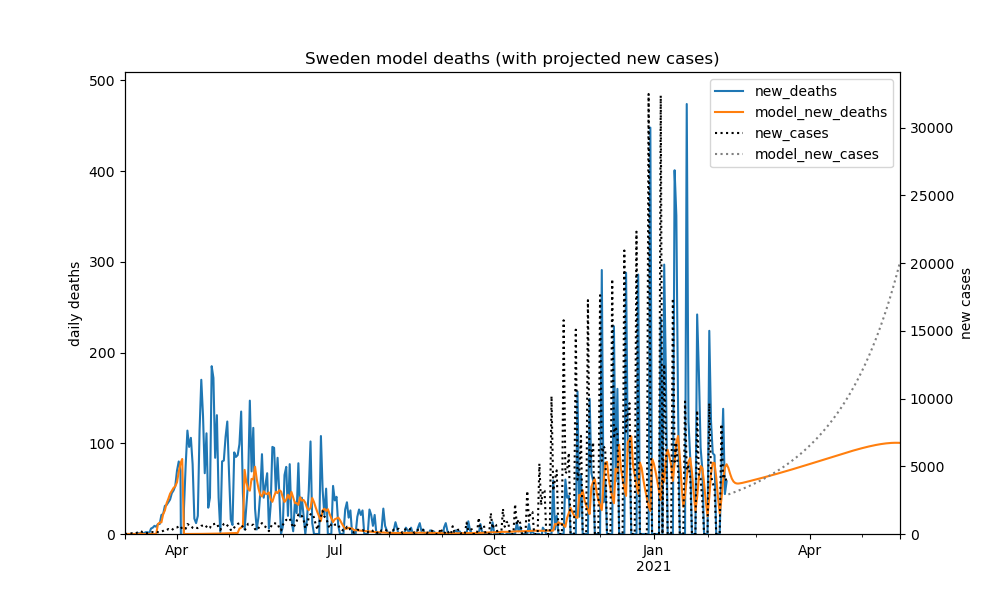 Sweden model deaths (with projected new cases)
500
400
300
200
100
0
daily deaths
new_deaths
model_new_deaths
new_cases
model_new_cases
30000
25000
20000
15000
10000
5000
0
new cases
Apr
Jul
Oct
Jan
2021
Apr